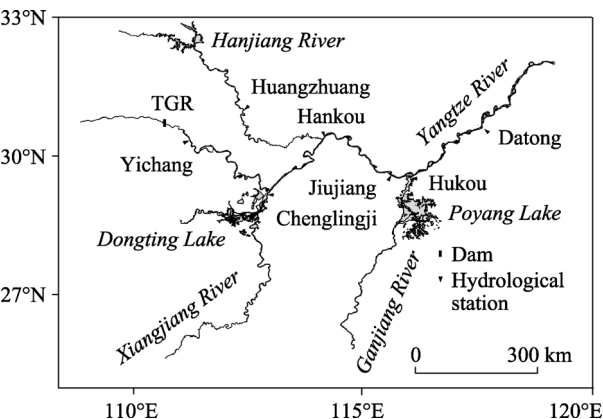 33°N
Hanjiang River
Huangzhuang
TGR
Hankou
Yangtze River
Datong
30°N
Yichang
Jiujiang
Hukou
Chenglingji
Poyang Lake
Dongting Lake
Dam
Hydrological
station
27°N
Xiangjiang River
Ganjiang River
0 300 km
110°E 115°E 120°E